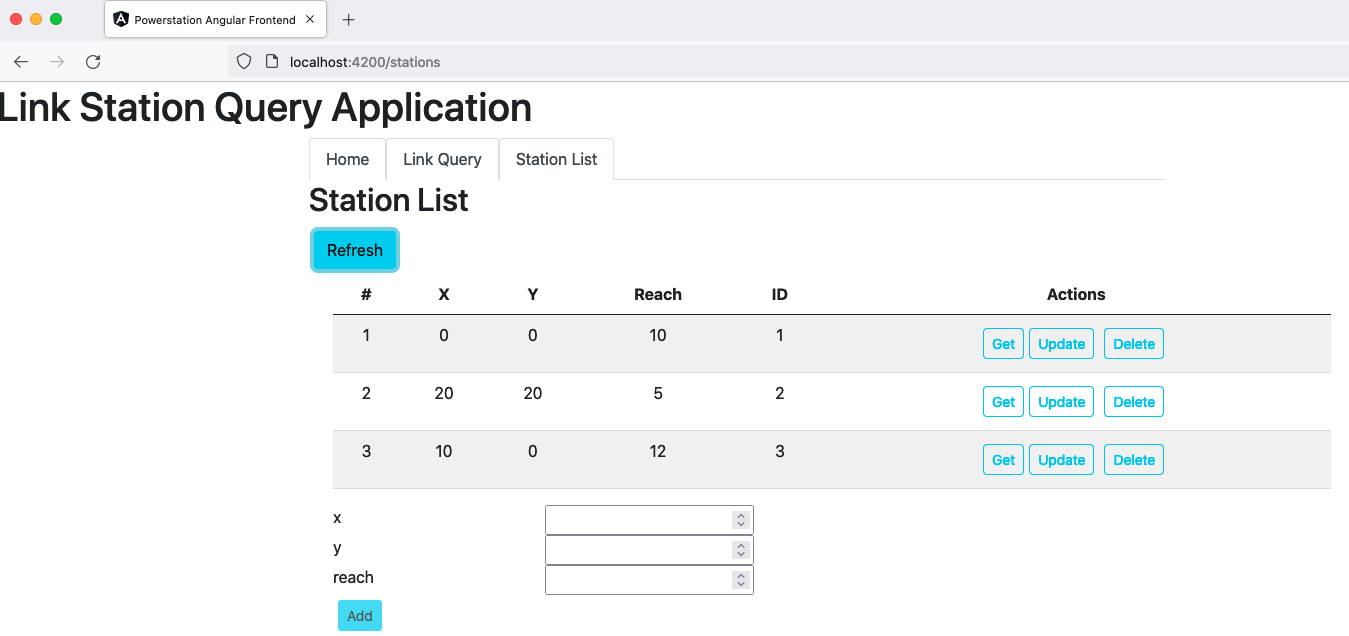 Powerstation Angular Frontend
localhost:4200/stations
Link Station Query Application
Home Link Query Station List
Station List
Refresh
# X Y Reach ID Actions
1 0 0 10 1 Get Update Delete
2 20 20 5 2 Get Update Delete
3 10 0 12 3 Get Update Delete
x
y
reach
Add